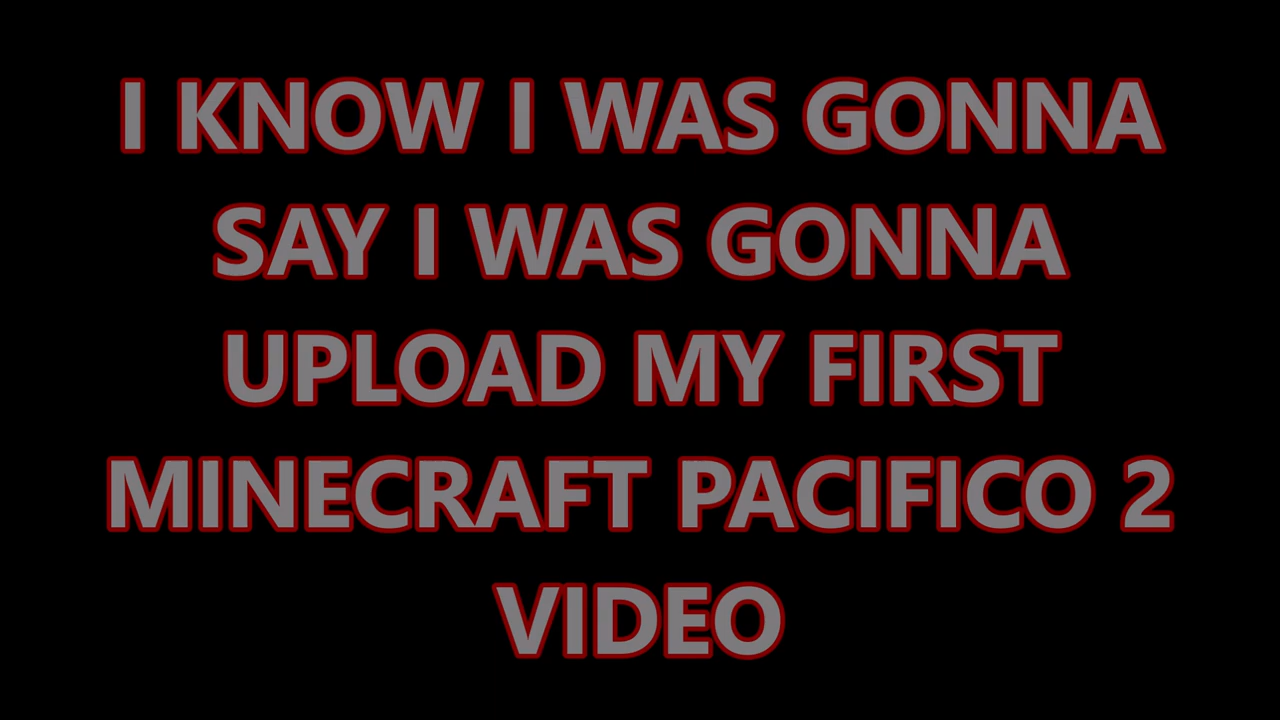 I KNOW I WAS GONNA
SAY I WAS GONNA
UPLOAD MY FIRST
MINECRAFT PACIFICO 2
VIDEO